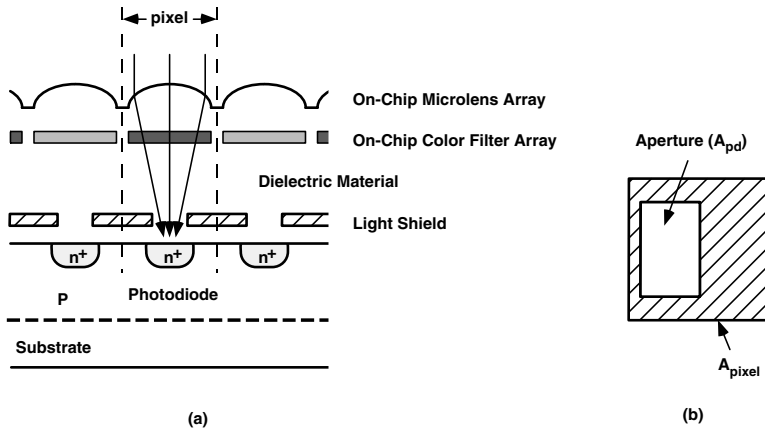 pixel
On-Chip Microlens Array
On-Chip Color Filter Array
Dielectric Material
Light Shield
n+ n+ n+
P
Photodiode
Substrate
(a)
Aperture (Apd)
Apixel
(b)